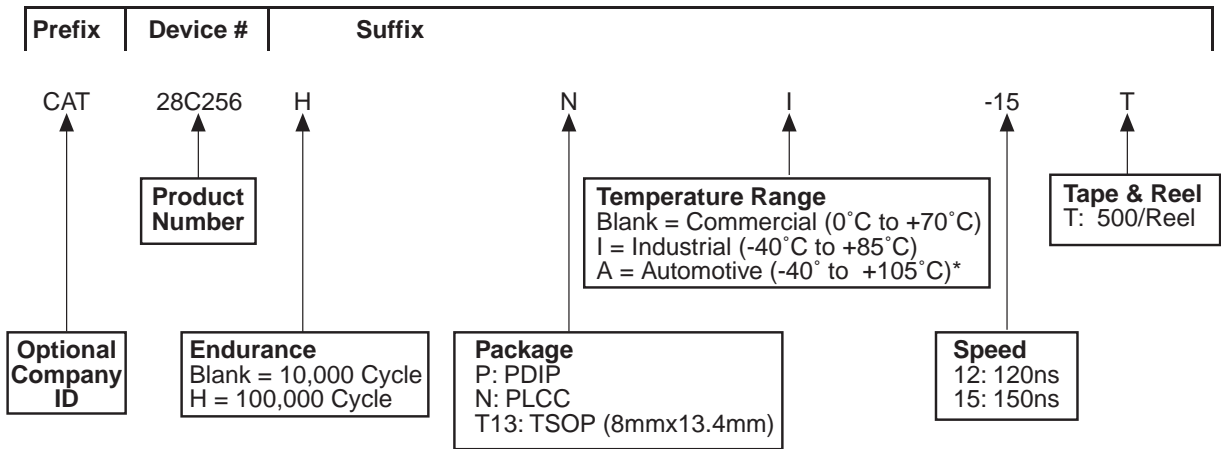 Prefix Device # Suffix
CAT 28C256 H N I -15 T
Product
Number
Temperature Range
Blank = Commercial (0˚C to +70˚C)
I = Industrial (-40˚C to +85˚C)
A = Automotive (-40˚ to +105˚C)*
Tape & Reel
T: 500/Reel
Optional
Company
ID
Endurance
Blank = 10,000 Cycle
H = 100,000 Cycle
Package
P: PDIP
N: PLCC
T13: TSOP (8mmx13.4mm)
Speed
12: 120ns
15: 150ns